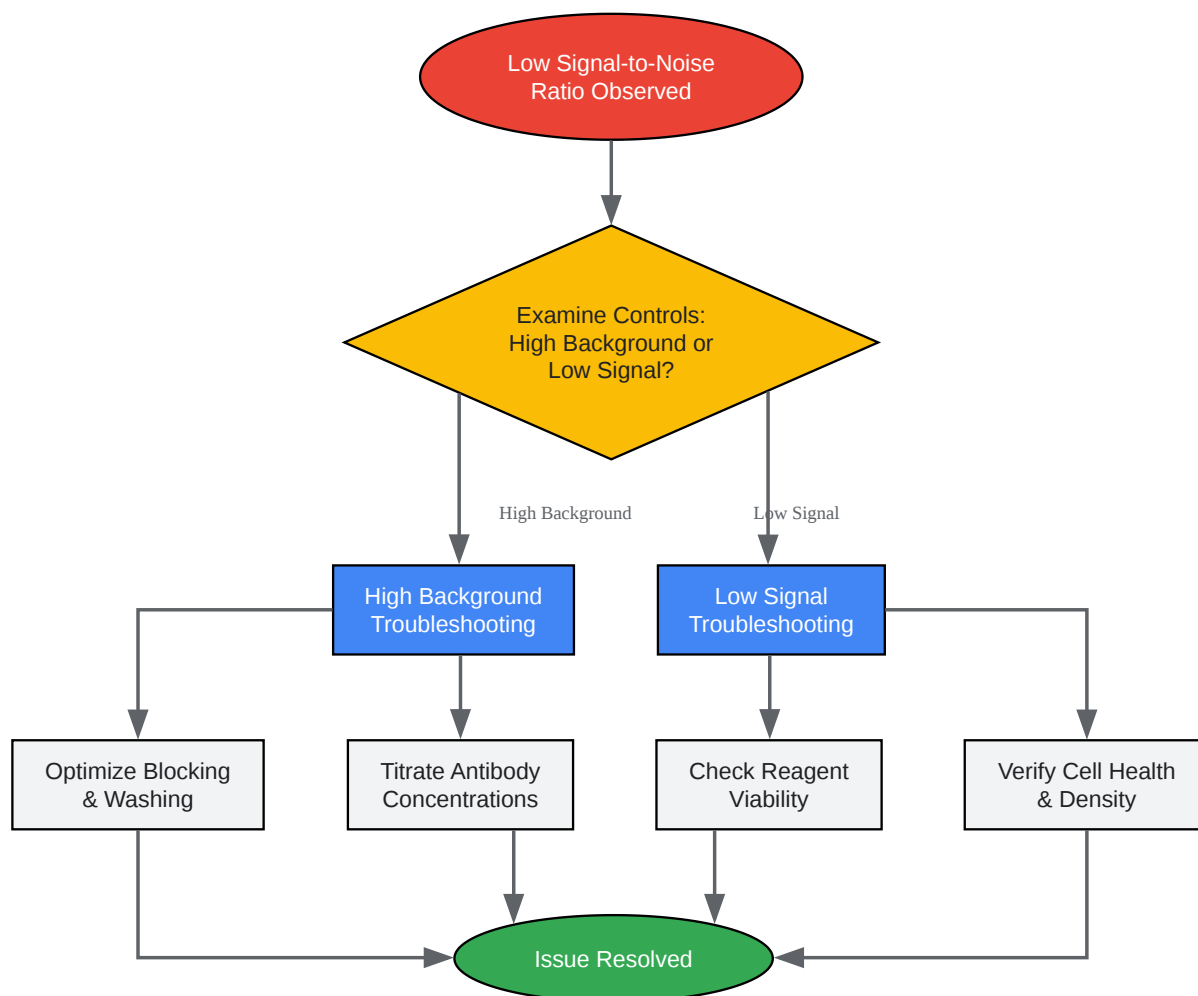 Low Signal-to-Noise
Ratio Observed
Examine Controls:
High Background or
Low Signal?
High Background
Low Signal
High Background
Troubleshooting
Low Signal
Troubleshooting
Optimize Blocking
& Washing
Titrate Antibody
Concentrations
Check Reagent
Viability
Verify Cell Health
& Density
Issue Resolved